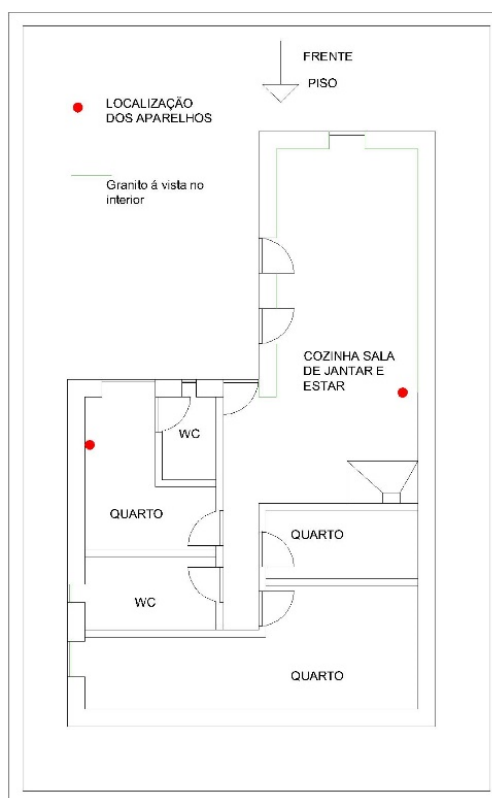 FRENTE
PISO
LOCALIZAÇÃO
DOS APARELHOS
Granito á vista no
interior
COZINHA SALA
DE JANTAR E
ESTAR
WC
QUARTO
QUARTO
WC
QUARTO